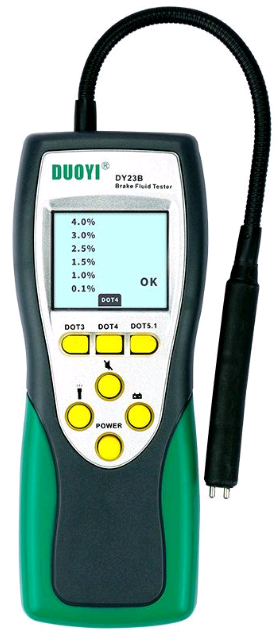 DUOYI®
DY23B
Brake Fluid Tester
4.0%
3.0%
2.5%
1.5%
1.0%
0.1%
OK
DOT4
DOT3 DOT4 DOT5.1
POWER